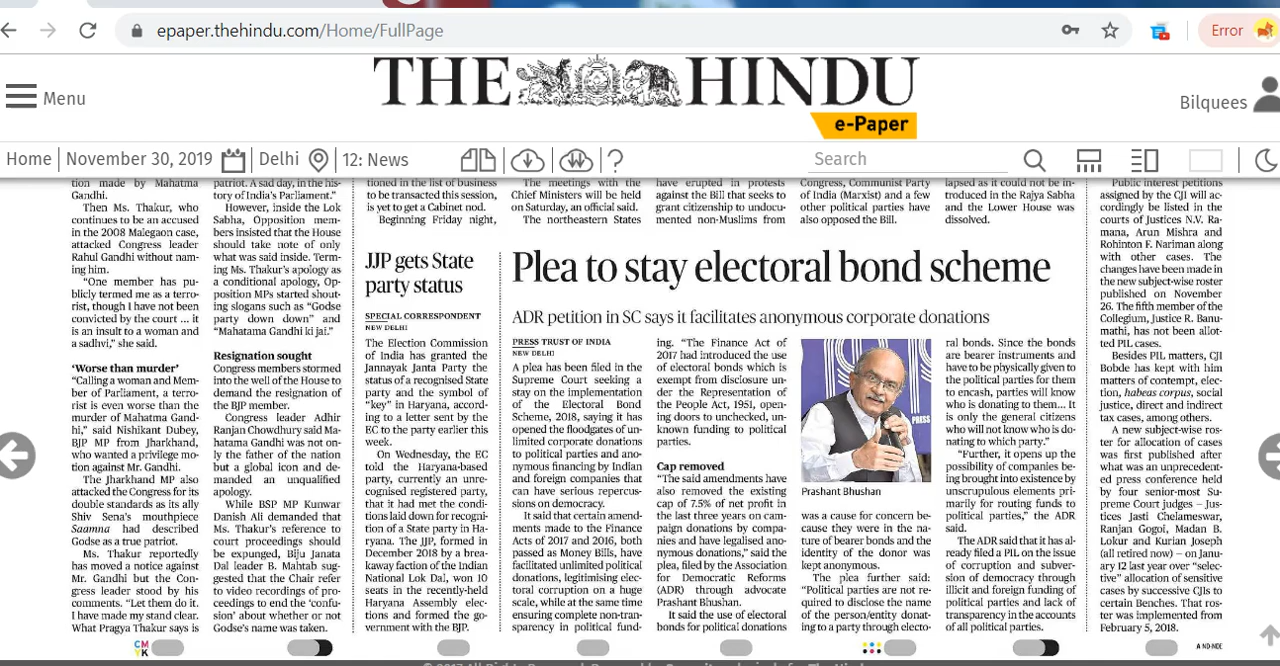 epaper.thehindu.com/Home/FullPage
Error
THE HINDU
e-Paper
Menu
Bilquees
Home
November 30, 2019
Delhi
12: News
Search
tion made by Mahatma
Gandhi.
Then Ms. Thakur, who
continues to be an accused
in the 2008 Malegaon case,
attacked Congress leader
Rahul Gandhi without nam-
ing him.
“One member has pu-
blicly termed me as a terro-
rist, though I have not been
convicted by the court ... it
is an insult to a woman and
a sadhvi,” she said.
‘Worse than murder’
“Calling a woman and Mem-
ber of Parliament, a terro-
rist, is even worse than the
murder of Mahatma Gand-
hi,” said Nishikant Dubey,
BJP MP from Jharkhand,
who wanted a privilege mo-
tion against Mr. Gandhi.
The Jharkhand MP also
attacked the Congress for its
double standards as its ally
Shiv Sena's mouthpiece
Saamna had described
Godse as a true patriot.
Ms. Thakur reportedly
has moved a notice against
Mr. Gandhi but the Con-
gress leader stood by his
comments. “Let them do it.
I have made my stand clear.
What Pragya Thakur says is
patriot. A sad day, in the his-
tory of India's Parliament.”
However, inside the Lok
Sabha, Opposition mem-
bers insisted that the House
should take note of only
what was said inside. Term-
ing Ms. Thakur's apology as
a conditional apology, Op-
position MPs started shout-
ing slogans such as “Godse
party down down” and
“Mahatama Gandhi ki jai.”
Resignation sought
Congress members stormed
into the well of the House to
demand the resignation of
the BJP member.
Congress leader Adhir
Ranjan Chowdhury said Ma-
hatama Gandhi was not on-
ly the father of the nation
but a global icon and de-
manded an unqualified
apology.
While BSP MP Kunwar
Danish Ali demanded that
Ms. Thakur's reference to
court proceedings should
be expunged, Biju Janata
Dal leader B. Mahtab sug-
gested that the Chair refer
to video recordings of pro-
ceedings to end the ‘confu-
sion’ about whether or not
Godse's name was taken.
tioned in the list of business
to be transacted this session,
is yet to get a Cabinet nod.
Beginning Friday night,
The meetings with the
Chief Ministers will be held
on Saturday, an official said.
The northeastern States
have erupted in protests
against the Bill that seeks to
grant citizenship to undocu-
mented non-Muslims from
Congress, Communist Party
of India (Marxist) and a few
other political parties have
also opposed the Bill.
lapsed as it could not be in-
troduced in the Rajya Sabha
and the Lower House was
dissolved.
JJP gets State
party status
SPECIAL CORRESPONDENT
NEW DELHI
The Election Commission
of India has granted the
Jannayak Janta Party the
status of a recognised State
party and the symbol of
“key” in Haryana, accord-
ing to a letter sent by the
EC to the party earlier this
week.
On Wednesday, the EC
told the Haryana-based
party, currently an unre-
cognised registered party,
that it had met the condi-
tions laid down for recogni-
tion of a State party in Ha-
ryana. The JJP, formed in
December 2018 by a brea-
kaway faction of the Indian
National Lok Dal, won 10
seats in the recently-held
Haryana Assembly elec-
tions and formed the go-
vernment with the BJP.
Plea to stay electoral bond scheme
ADR petition in SC says it facilitates anonymous corporate donations
PRESS TRUST OF INDIA
NEW DELHI
A plea has been filed in the
Supreme Court seeking a
stay on the implementation
of the Electoral Bond
Scheme, 2018, saying it has
opened the floodgates of un-
limited corporate donations
to political parties and ano-
nymous financing by Indian
and foreign companies that
can have serious repercus-
sions on democracy.
It said that certain amend-
ments made to the Finance
Acts of 2017 and 2016, both
passed as Money Bills, have
facilitated unlimited political
donations, legitimising elec-
toral corruption on a huge
scale, while at the same time
ensuring complete non-tran-
sparency in political fund-
ing. “The Finance Act of
2017 had introduced the use
of electoral bonds which is
exempt from disclosure un-
der the Representation of
the People Act, 1951, open-
ing doors to unchecked, un-
known funding to political
parties.
Cap removed
“The said amendments have
also removed the existing
cap of 7.5% of net profit in
the last three years on cam-
paign donations by compa-
nies and have legalised ano-
nymous donations,” said the
plea, filed by the Association
for Democratic Reforms
(ADR) through advocate
Prashant Bhushan.
It said the use of electoral
bonds for political donations
PRESS
Prashant Bhushan
was a cause for concern be-
cause they were in the na-
ture of bearer bonds and the
identity of the donor was
kept anonymous.
The plea further said:
“Political parties are not re-
quired to disclose the name
of the person/entity donat-
ing to a party through electo-
ral bonds. Since the bonds
are bearer instruments and
have to be physically given to
the political parties for them
to encash, parties will know
who is donating to them... It
is only the general citizens
who will not know who is do-
nating to which party.”
“Further, it opens up the
possibility of companies be-
ing brought into existence by
unscrupulous elements pri-
marily for routing funds to
political parties,” the ADR
said.
The ADR said that it has al-
ready filed a PIL on the issue
of corruption and subver-
sion of democracy through
illicit and foreign funding of
political parties and lack of
transparency in the accounts
of all political parties.
Public interest petitions
assigned by the CJI will ac-
cordingly be listed in the
courts of Justices N.V. Ra-
mana, Arun Mishra and
Rohinton F. Nariman along
with other cases. The
changes have been made in
the new subject-wise roster
published on November
26. The fifth member of the
Collegium, Justice R. Banu-
mathi, has not been allot-
ted PIL cases.
Besides PIL matters, CJI
Bobde has kept with him
matters of contempt, elec-
tion, habeas corpus, social
justice, direct and indirect
tax cases, among others.
A new subject-wise ros-
ter for allocation of cases
was first published after
what was an unprecedent-
ed press conference held
by four senior-most Su-
preme Court judges – Jus-
tices Jasti Chelameswar,
Ranjan Gogoi, Madan B.
Lokur and Kurian Joseph
(all retired now) – on Janu-
ary 12 last year over “selec-
tive” allocation of sensitive
cases by successive CJIs to
certain Benches. That ros-
ter was implemented from
February 5, 2018.
CM
YK
A ND-NDE